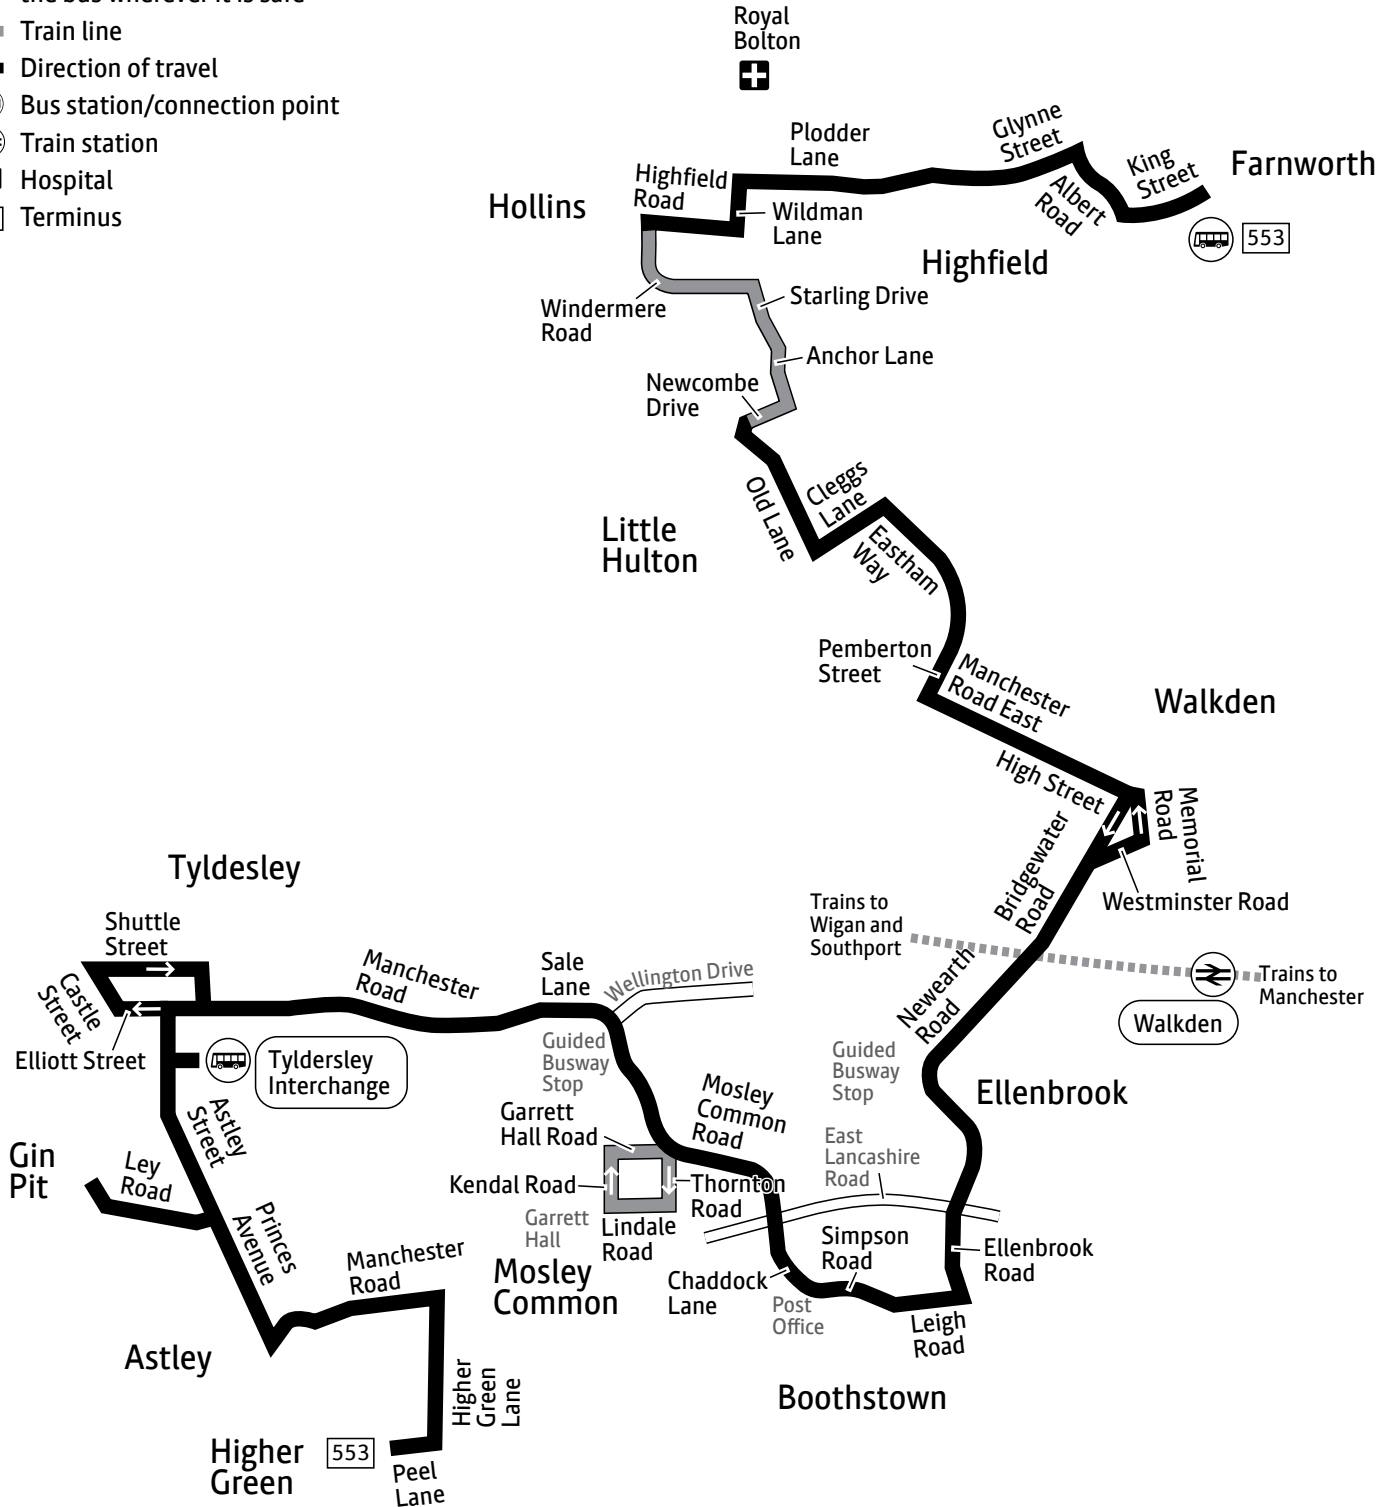 Train line
Direction of travel
Bus station/connection point
Train station
Hospital
Terminus
Royal
Bolton
Plodder
Lane
Glynne
Street
King
Street
Farnworth
Albert
Road
553
Highfield
Road
Hollins
Wildman
Lane
Highfield
Windermere
Road
Starling Drive
Anchor Lane
Newcombe
Drive
Old Lane
Cleggs
Lane
Little
Hulton
Eastham
Way
Pemberton
Street
Manchester
Road East
Walkden
High Street
Memorial
Road
Bridgewater
Road
Westminster Road
Trains to
Wigan and
Southport
Trains to
Manchester
Walkden
Newearth
Road
Tyldesley
Shuttle
Street
Castle
Street
Elliott Street
Manchester
Road
Sale
Lane
Wellington Drive
Tyldersley
Interchange
Guided
Busway
Stop
Guided
Busway
Stop
Ellenbrook
Astley
Street
Garrett
Hall Road
Mosley
Common
Road
East
Lancashire
Road
Gin
Pit
Ley
Road
Kendal Road
Thornton
Road
Garrett
Hall
Lindale
Road
Princes
Avenue
Manchester
Road
Mosley
Common
Chaddock
Lane
Simpson
Road
Ellenbrook
Road
Post
Office
Leigh
Road
Astley
Boothstown
Higher
Green
Lane
Higher
Green
553
Peel
Lane